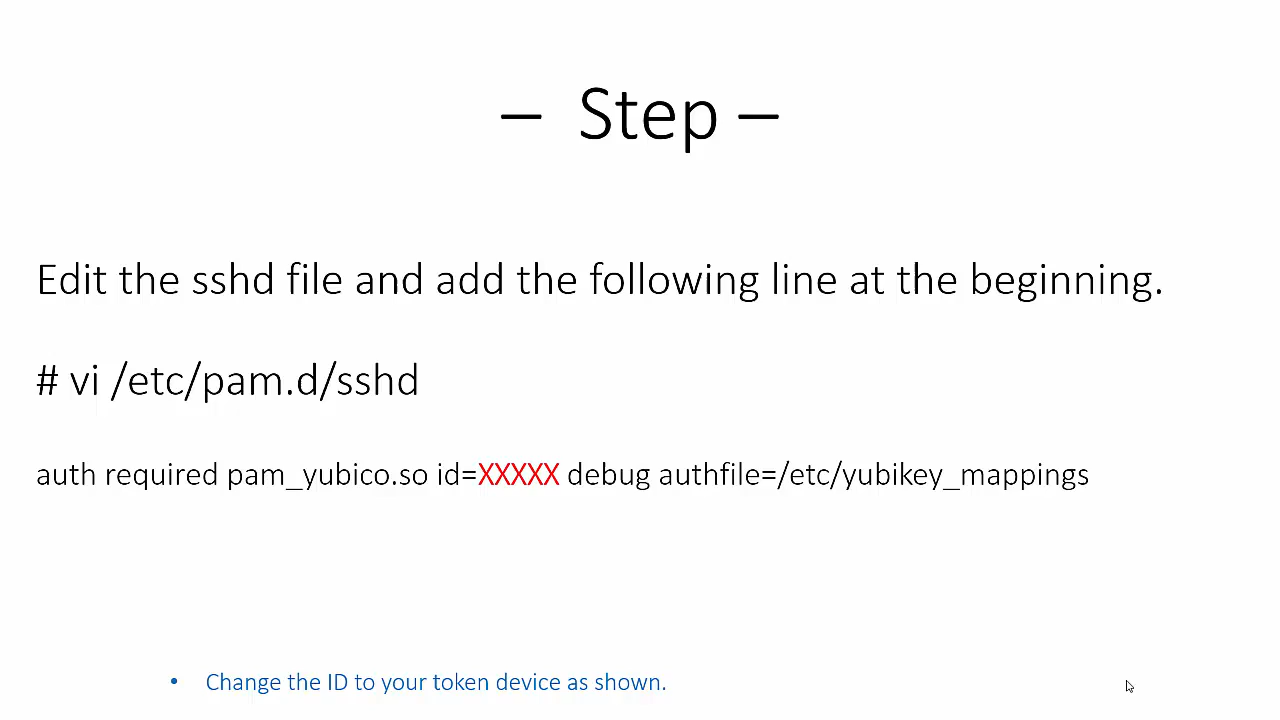 – Step –
Edit the sshd file and add the following line at the beginning.
# vi /etc/pam.d/sshd
auth required pam_yubico.so id=XXXXX debug authfile=/etc/yubikey_mappings
• Change the ID to your token device as shown.